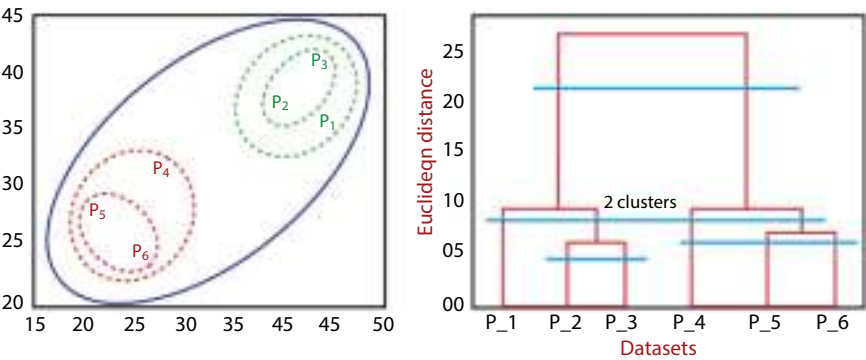 45
40
35
30
25
20
15 20 25 30 35 45 45 50
P3
P2
P1
P4
P5
P6
Euclideqn distance
25
20
15
10
05
00
2 clusters
P_1 P_2 P_3 P_4 P_5 P_6
Datasets